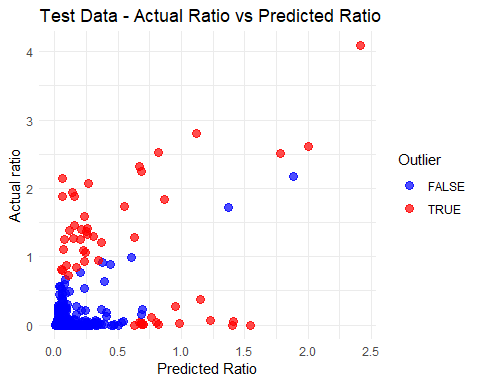 Test Data - Actual Ratio vs Predicted Ratio
4
3
2
1
0
Actual ratio
0.0 0.5 1.0 1.5 2.0 2.5
Predicted Ratio
Outlier
FALSE
TRUE